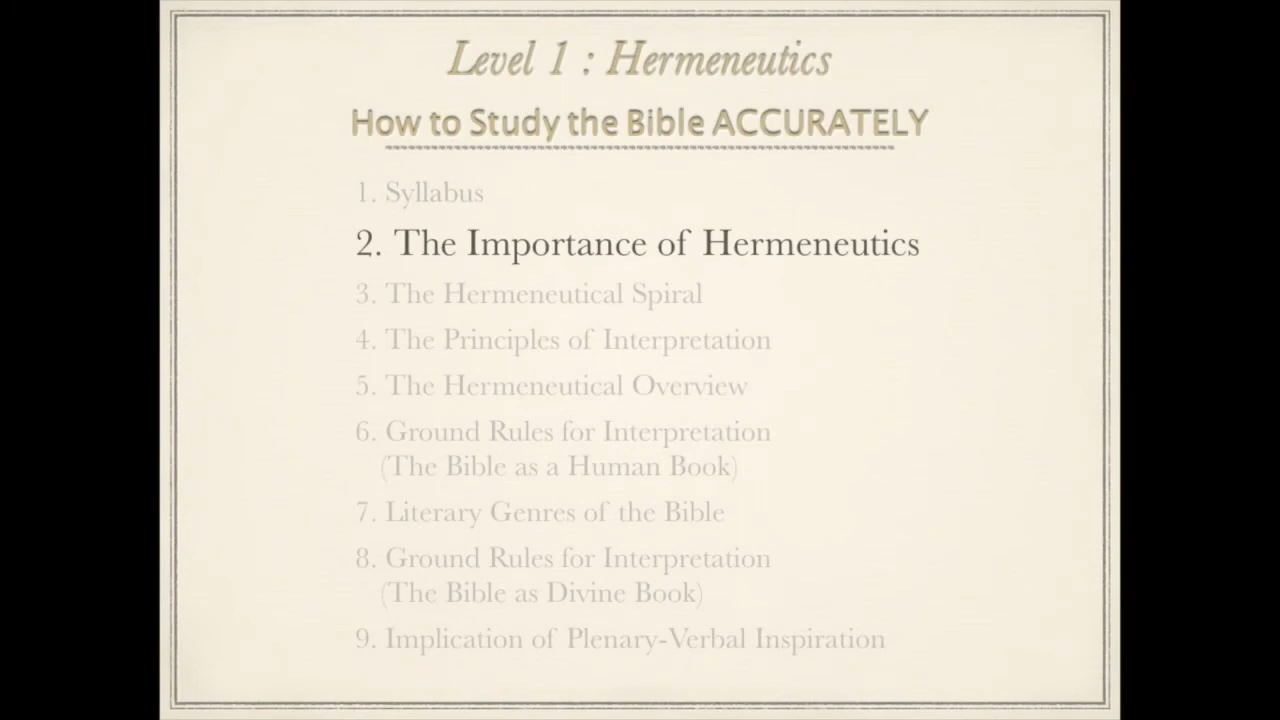 Level 1 : Hermeneutics
How to Study the Bible ACCURATELY
1. Syllabus
2. The Importance of Hermeneutics
3. The Hermeneutical Spiral
4. The Principles of Interpretation
5. The Hermeneutical Overview
6. Ground Rules for Interpretation
(The Bible as a Human Book)
7. Literary Genres of the Bible
8. Ground Rules for Interpretation
(The Bible as Divine Book)
9. Implication of Plenary-Verbal Inspiration